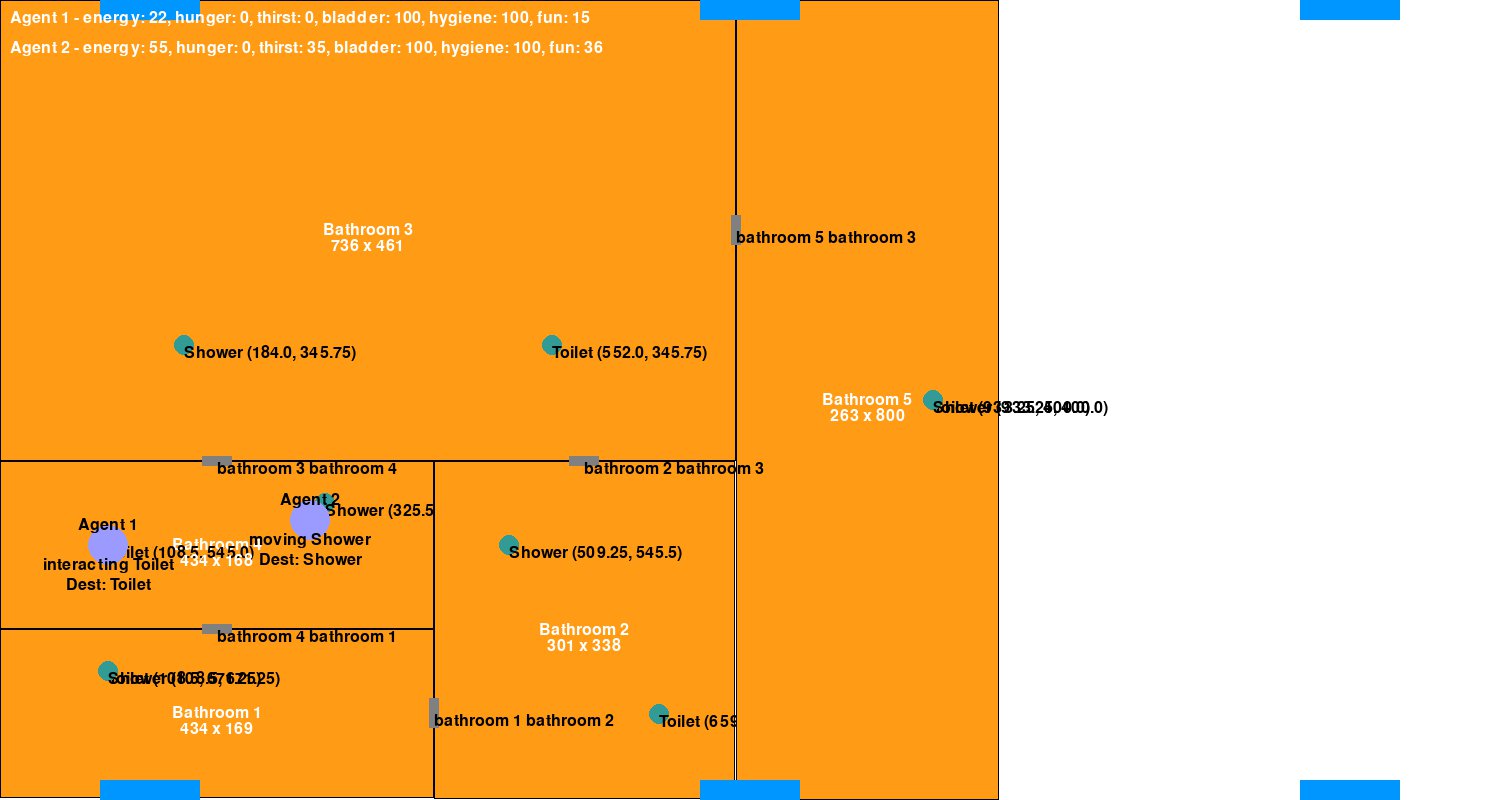 Agent 1 - energy: 22, hunger: 0, thirst: 0, bladder: 100, hygiene: 100, fun: 15
Agent 2 - energy: 55, hunger: 0, thirst: 35, bladder: 100, hygiene: 100, fun: 36
Bathroom 3
736 x 461
bathroom 5 bathroom 3
Shower (184.0, 345.75)
Toilet (552.0, 345.75)
Bathroom 5
263 x 800
bathroom 3 bathroom 4
bathroom 2 bathroom 3
Agent 2
Shower (325.5
Agent 1
moving Shower
Dest: Shower
ilet (108.5, 545.0)
Bathroom 4
434 x 168
interacting Toilet
Dest: Toilet
Shower (509.25, 545.5)
bathroom 4 bathroom 1
Bathroom 2
301 x 338
Bathroom 1
434 x 169
bathroom 1 bathroom 2
Toilet (659